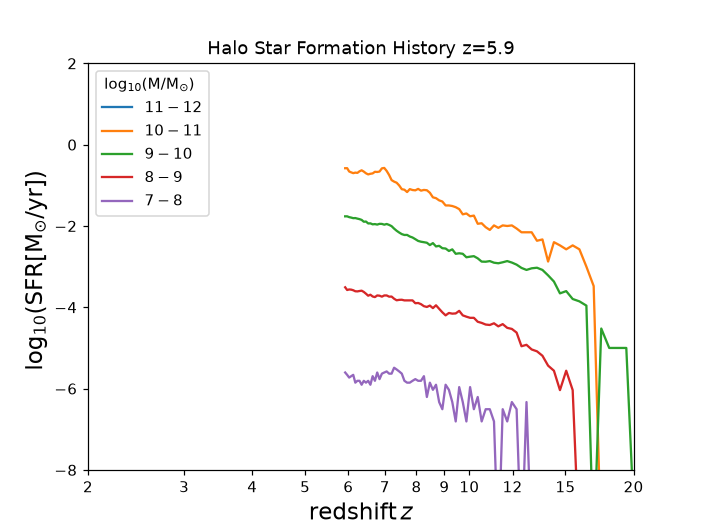 Halo Star Formation History z=5.9
log₁₀(SFR[M⊙/yr])
2
0
−2
−4
−6
−8
log₁₀(M/M⊙)
11 − 12
10 − 11
9 − 10
8 − 9
7 − 8
2 3 4 5 6 7 8 9 10 12 15 20
redshift z